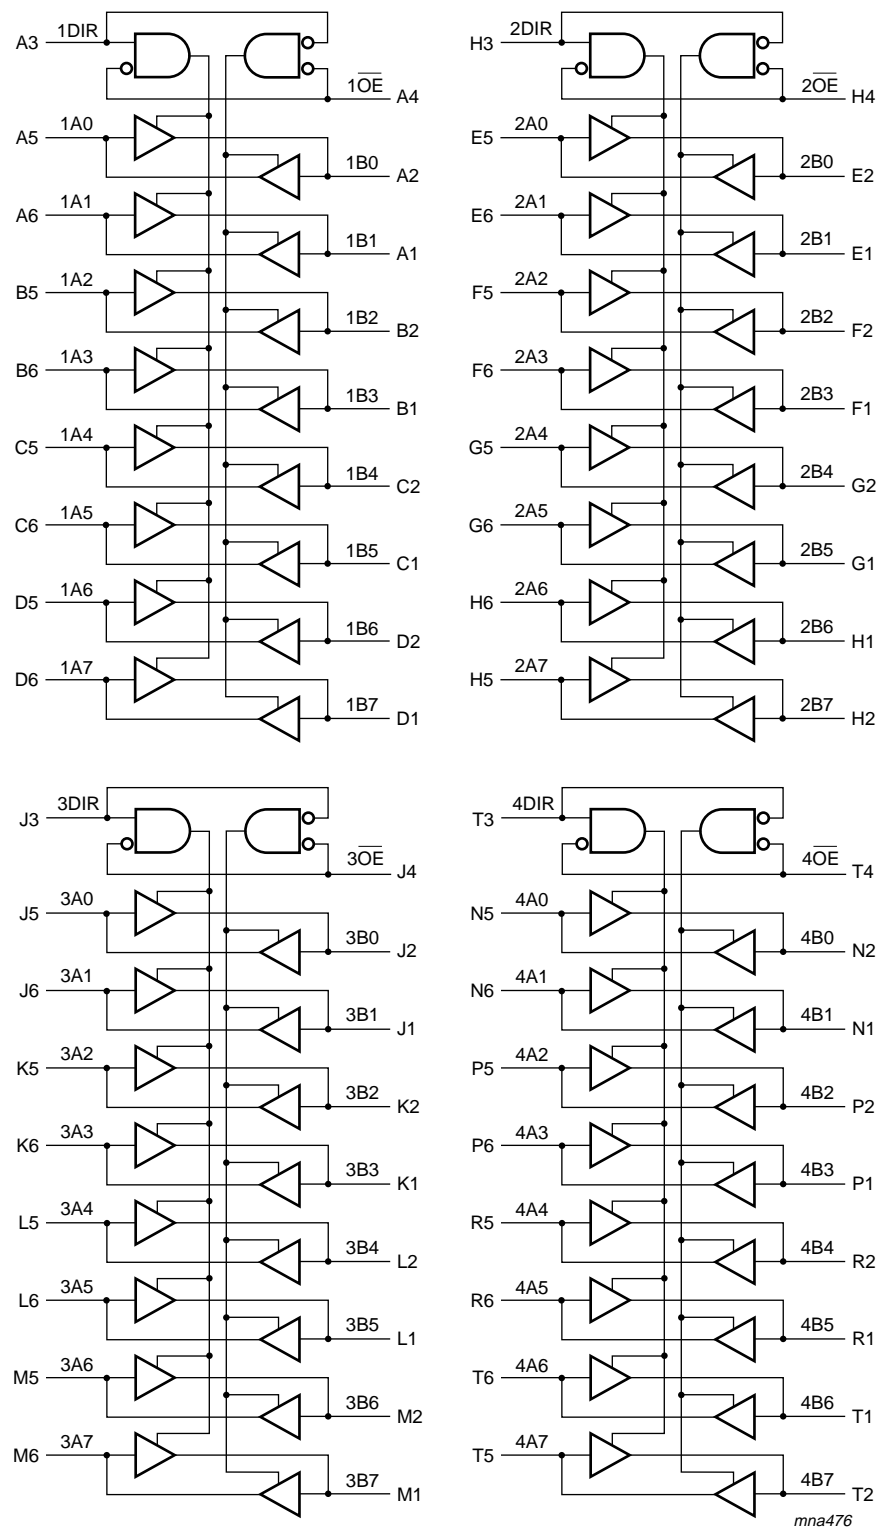 A3 1DIR
1O̅E̅ A4
A5 1A0
1B0 A2
A6 1A1
1B1 A1
B5 1A2
1B2 B2
B6 1A3
1B3 B1
C5 1A4
1B4 C2
C6 1A5
1B5 C1
D5 1A6
1B6 D2
D6 1A7
1B7 D1
H3 2DIR
2O̅E̅ H4
E5 2A0
2B0 E2
E6 2A1
2B1 E1
F5 2A2
2B2 F2
F6 2A3
2B3 F1
G5 2A4
2B4 G2
G6 2A5
2B5 G1
H6 2A6
2B6 H1
H5 2A7
2B7 H2
J3 3DIR
3O̅E̅ J4
J5 3A0
3B0 J2
J6 3A1
3B1 J1
K5 3A2
3B2 K2
K6 3A3
3B3 K1
L5 3A4
3B4 L2
L6 3A5
3B5 L1
M5 3A6
3B6 M2
M6 3A7
3B7 M1
T3 4DIR
4O̅E̅ T4
N5 4A0
4B0 N2
N6 4A1
4B1 N1
P5 4A2
4B2 P2
P6 4A3
4B3 P1
R5 4A4
4B4 R2
R6 4A5
4B5 R1
T6 4A6
4B6 T1
T5 4A7
4B7 T2
mna476